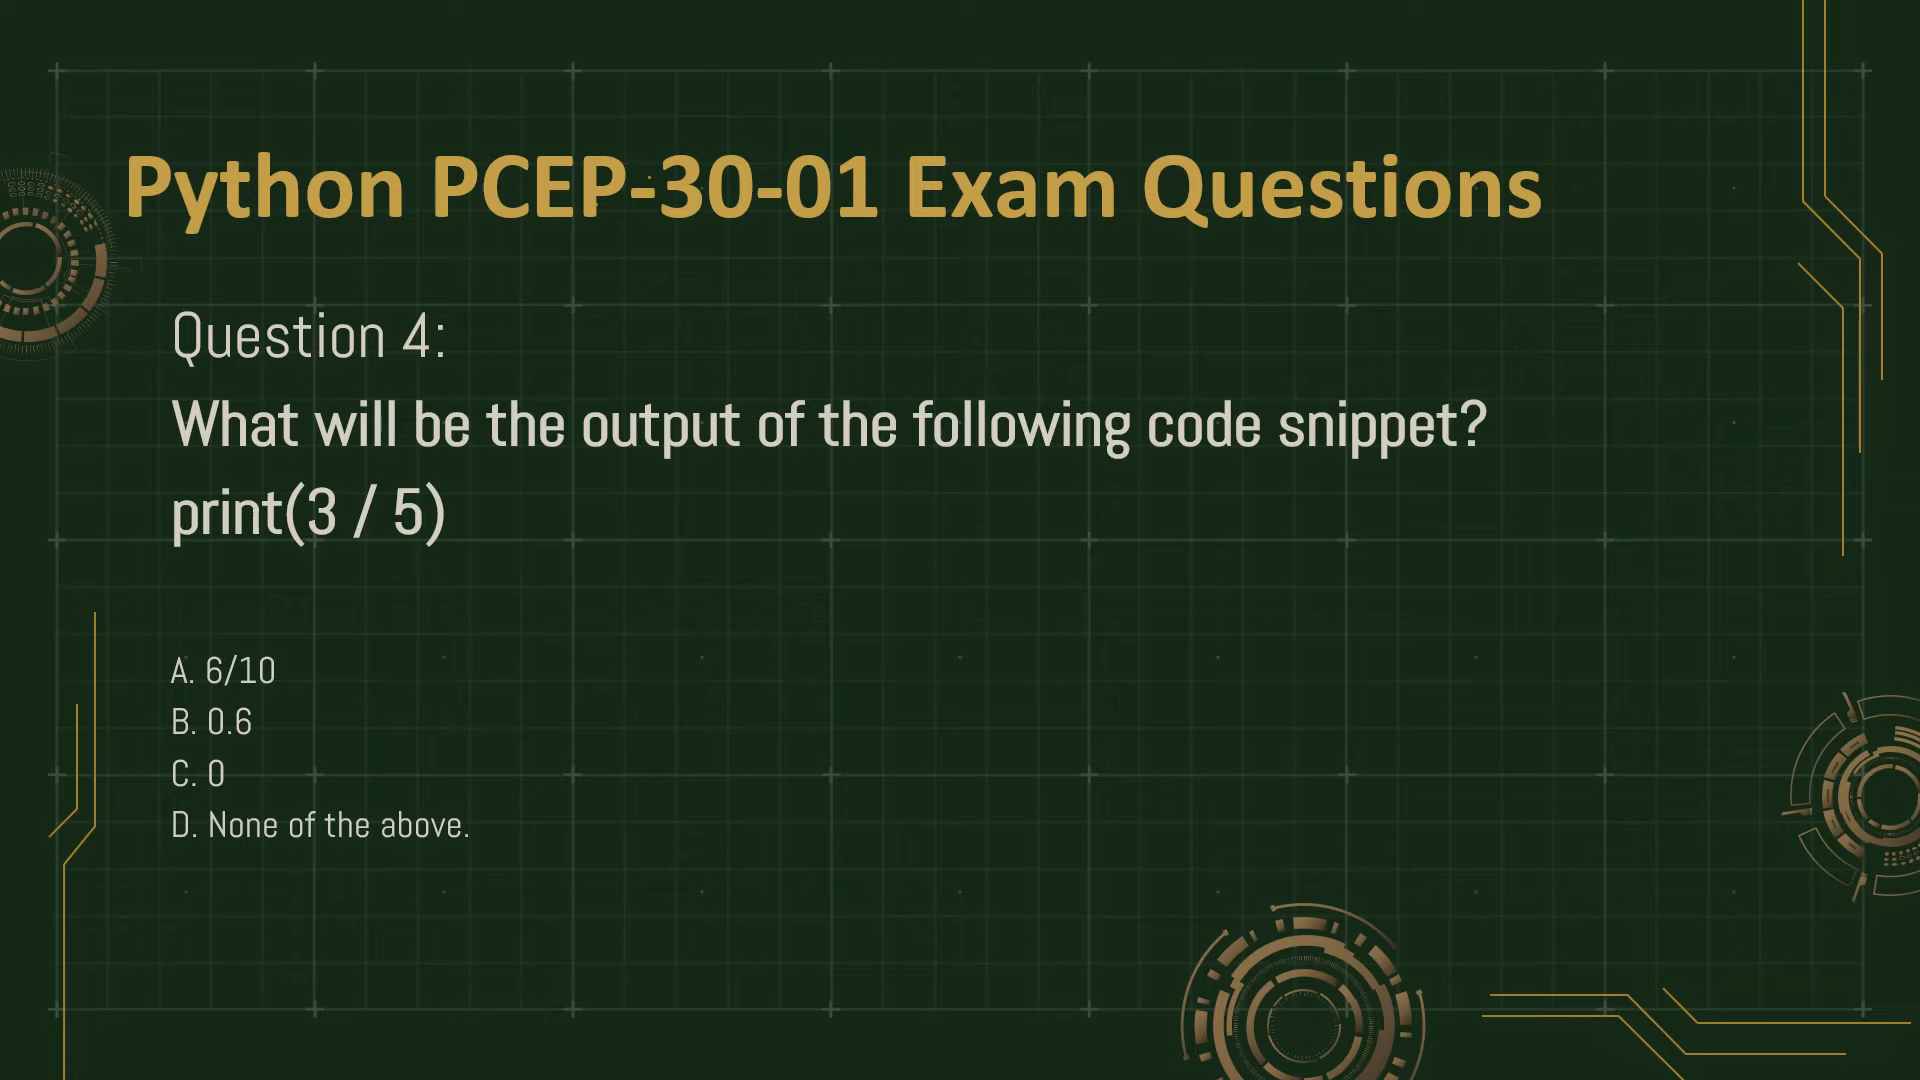 Python PCEP-30-01 Exam Questions
Question 4:
What will be the output of the following code snippet?
print(3 / 5)
A. 6/10
B. 0.6
C. 0
D. None of the above.